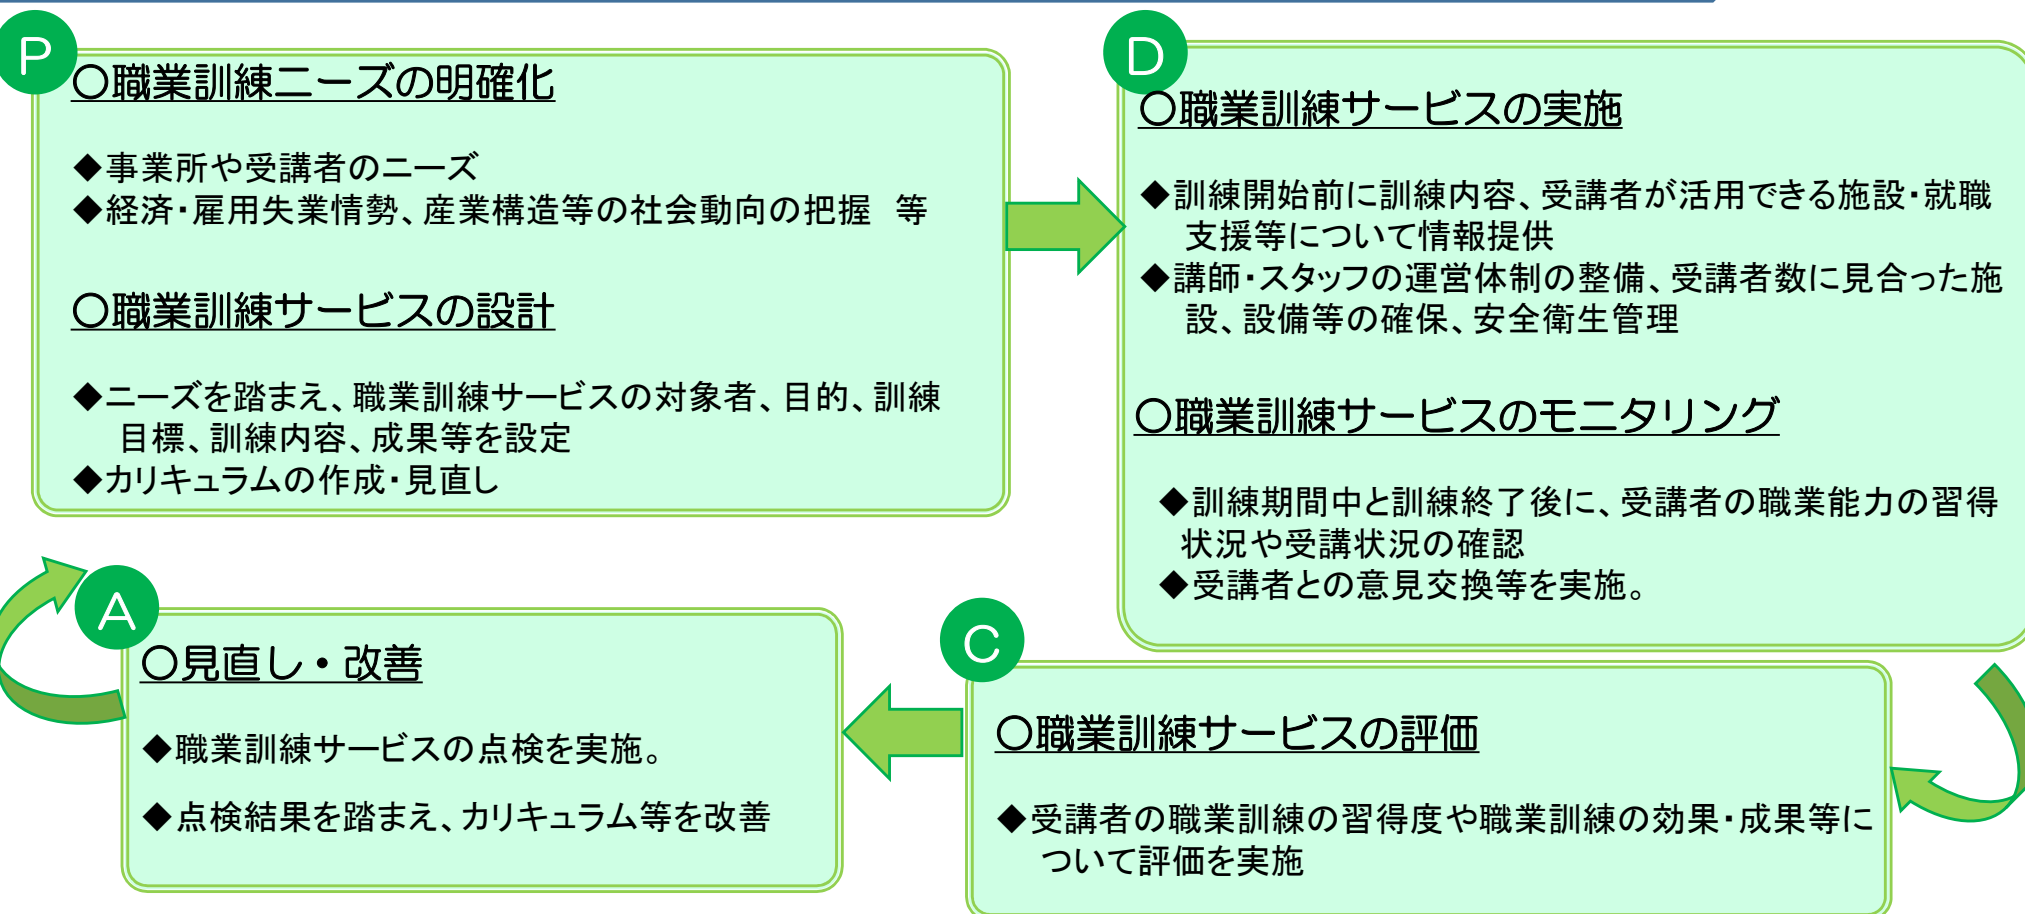 P
〇職業訓練ニーズの明確化
◆事業所や受講者のニーズ
◆経済・雇用失業情勢、産業構造等の社会動向の把握　等
〇職業訓練サービスの設計
◆ニーズを踏まえ、職業訓練サービスの対象者、目的、訓練
目標、訓練内容、成果等を設定
◆カリキュラムの作成・見直し
D
〇職業訓練サービスの実施
◆訓練開始前に訓練内容、受講者が活用できる施設・就職
支援等について情報提供
◆講師・スタッフの運営体制の整備、受講者数に見合った施
設、設備等の確保、安全衛生管理
〇職業訓練サービスのモニタリング
◆訓練期間中と訓練終了後に、受講者の職業能力の習得
状況や受講状況の確認
◆受講者との意見交換等を実施。
C
〇職業訓練サービスの評価
◆受講者の職業訓練の習得度や職業訓練の効果・成果等に
ついて評価を実施
A
〇見直し・改善
◆職業訓練サービスの点検を実施。
◆点検結果を踏まえ、カリキュラム等を改善